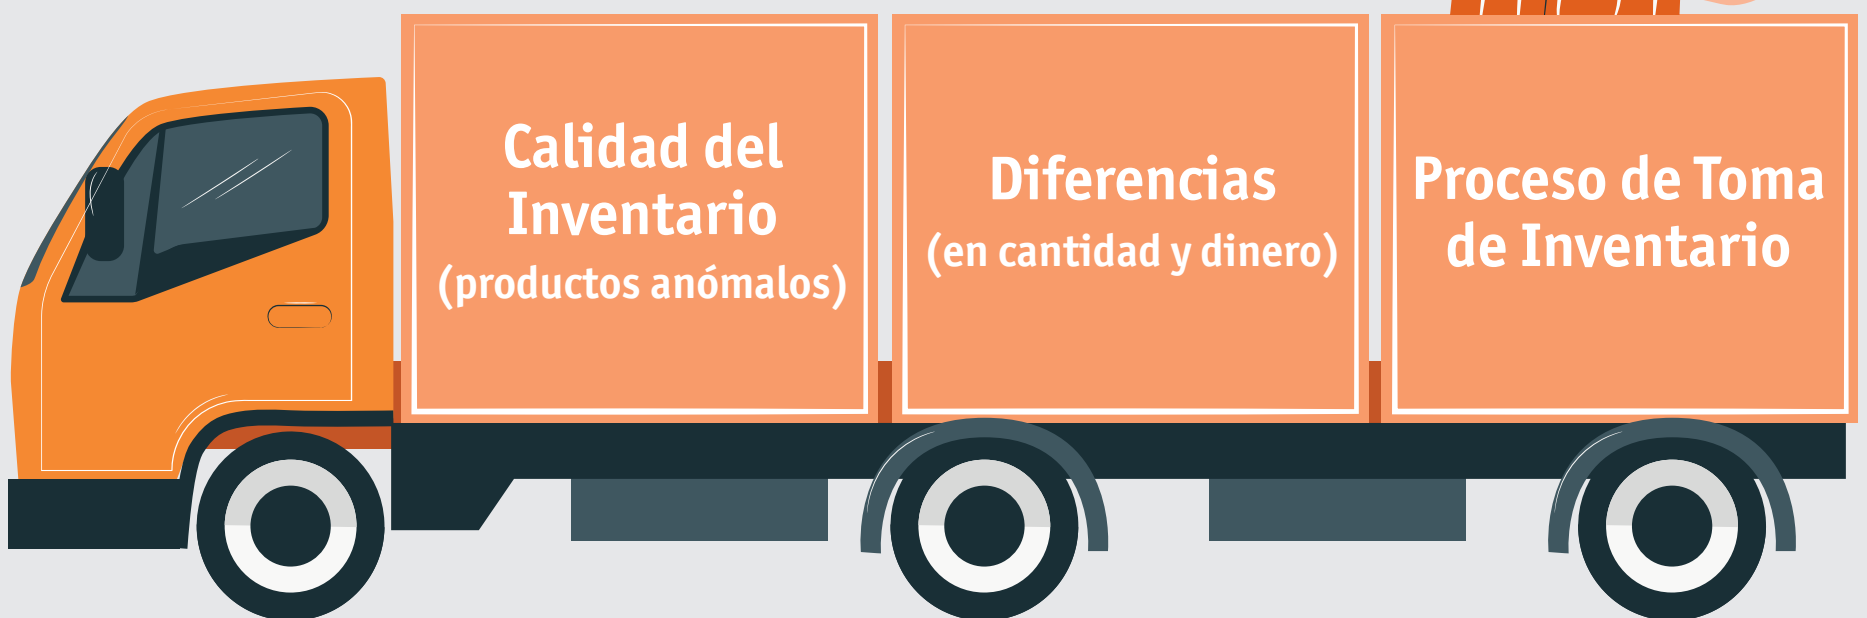 Calidad del
Inventario
(productos anómalos)
Diferencias
(en cantidad y dinero)
Proceso de Toma
de Inventario